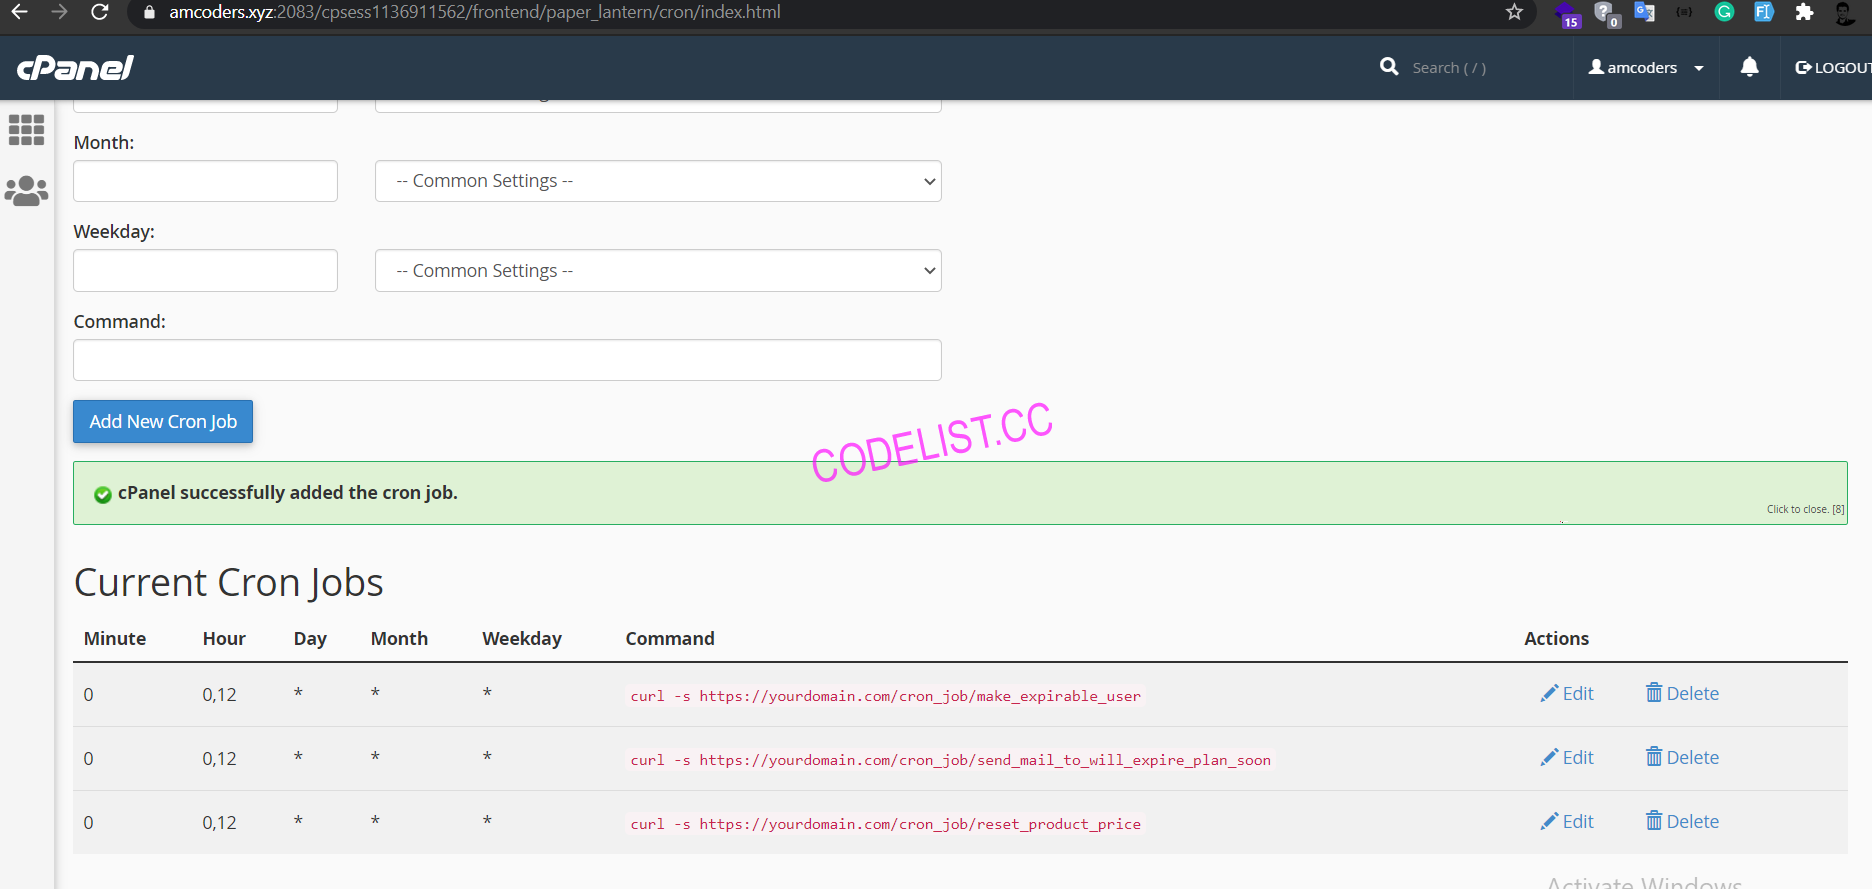 amcoders.xyz:2083/cpsess1136911562/frontend/paper_lantern/cron/index.html
15
0
cPanel
Search ( / )
amcoders
LOGOUT
Month:
-- Common Settings --
Weekday:
-- Common Settings --
Command:
Add New Cron Job
CODELIST.CC
cPanel successfully added the cron job.
Click to close. [8]
Current Cron Jobs
Minute Hour Day Month Weekday Command Actions
0 0,12 * * * curl -s https://yourdomain.com/cron_job/make_expirable_user Edit Delete
0 0,12 * * * curl -s https://yourdomain.com/cron_job/send_mail_to_will_expire_plan_soon Edit Delete
0 0,12 * * * curl -s https://yourdomain.com/cron_job/reset_product_price Edit Delete
Activate Windows